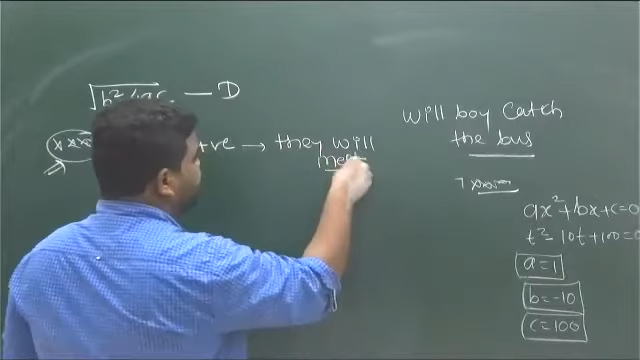 √b²-4ac — D
xxx
+ve → they will
meet
will boy catch
the bus
ax²+bx+c=0
t²-10t+100=0
a=1
b=-10
c=100